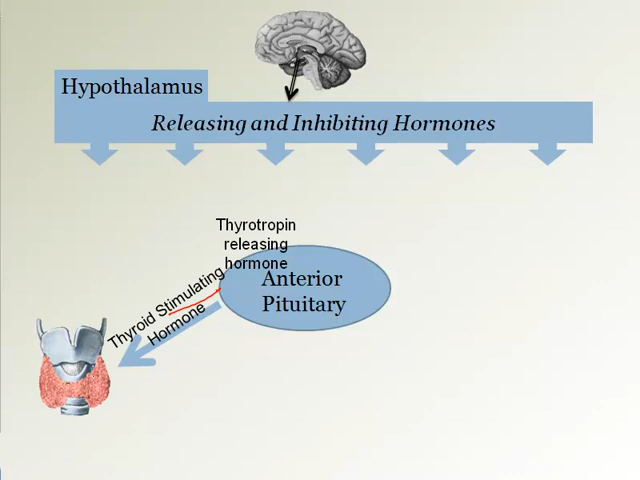 Hypothalamus
Releasing and Inhibiting Hormones
Thyrotropin
releasing
hormone
Anterior
Pituitary
Thyroid Stimulating
Hormone